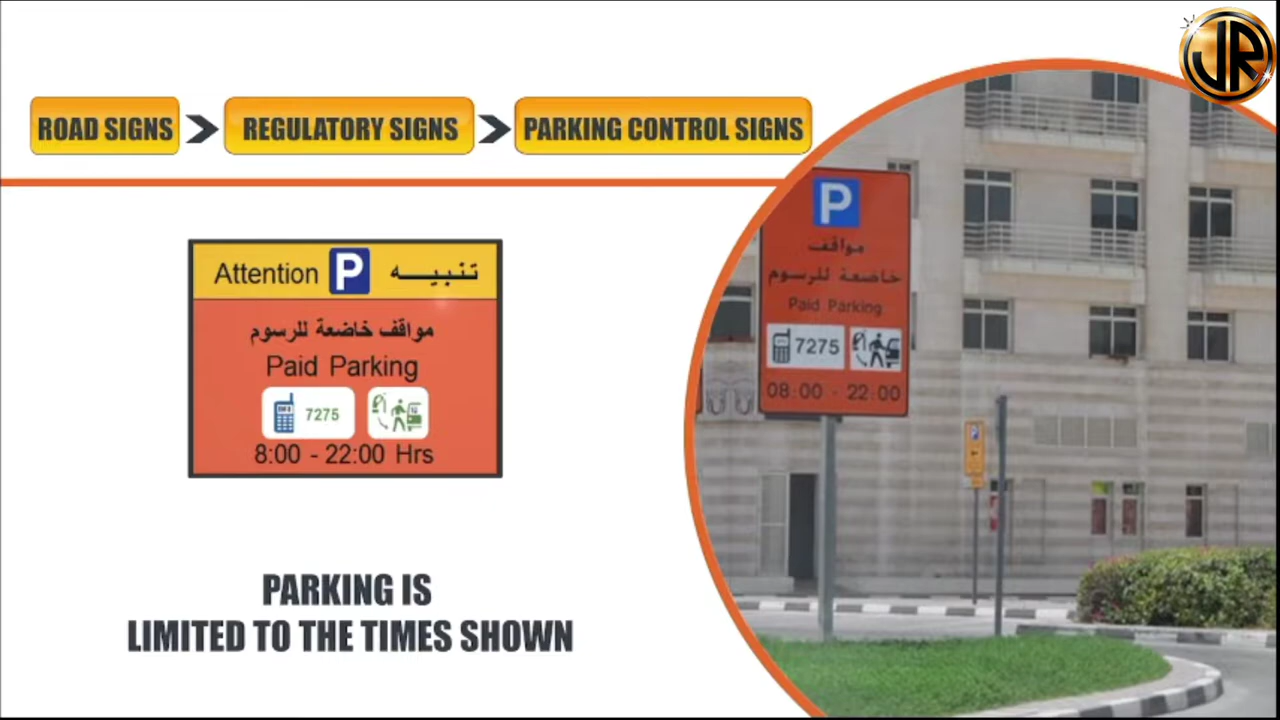 JR
ROAD SIGNS
REGULATORY SIGNS
PARKING CONTROL SIGNS
Attention P تنبيـــه
مواقف خاضعة للرسوم
Paid Parking
7275
8:00 - 22:00 Hrs
PARKING IS
LIMITED TO THE TIMES SHOWN
P
مواقف
خاضعة للرسوم
Paid Parking
7275
08:00 - 22:00
P